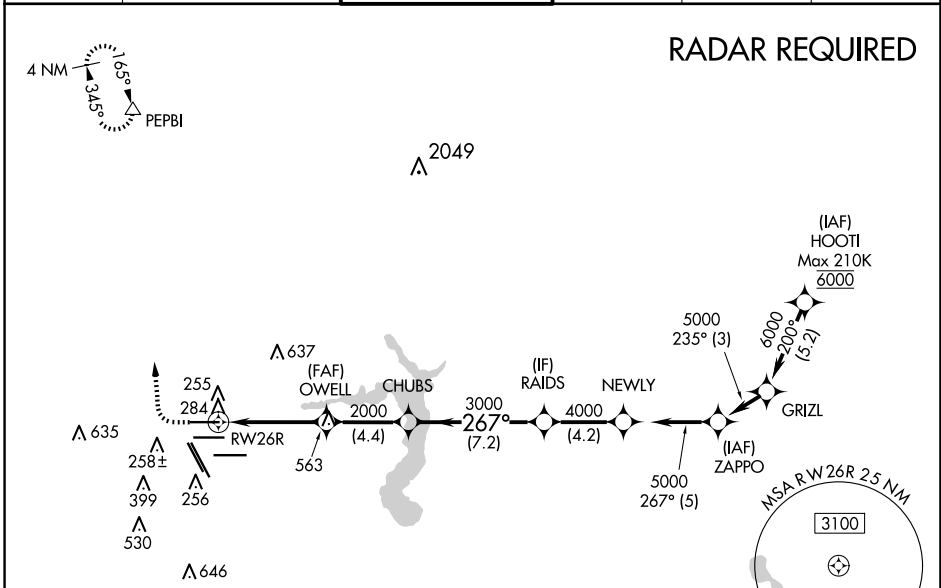 RADAR REQUIRED
4 NM
165°
345°
PEPBI
2049
(IAF)
HOOTI
Max 210K
6000
6000
200°
(5.2)
5000
235° (3)
GRIZL
637
(FAF)
OWELL
CHUBS
(IF)
RAIDS
NEWLY
255
284
2000
(4.4)
3000
267°
(7.2)
4000
(4.2)
RW26R
563
635
258±
399
256
530
646
(IAF)
ZAPPO
5000
267° (5)
MSA RW26R 25 NM
3100